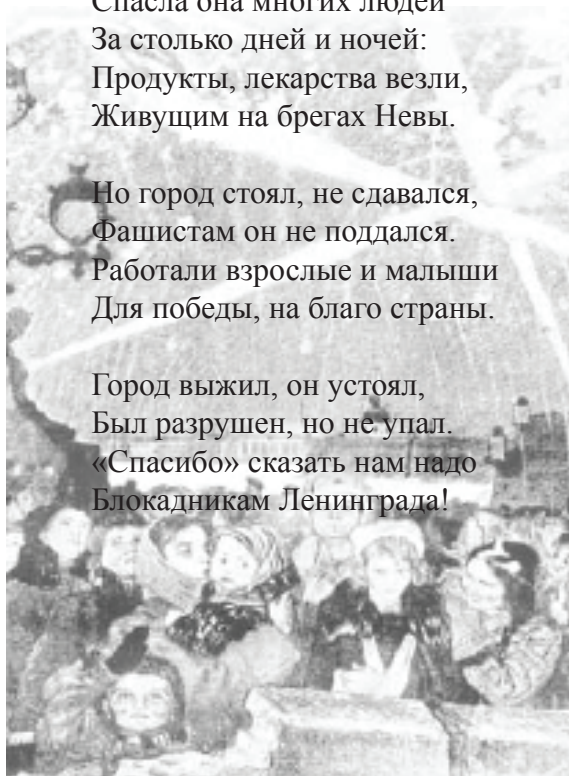 Спасла она многих людей
За столько дней и ночей:
Продукты, лекарства везли,
Живущим на брегах Невы.

Но город стоял, не сдавался,
Фашистам он не поддался.
Работали взрослые и малыши
Для победы, на благо страны.

Город выжил, он устоял,
Был разрушен, но не упал.
«Спасибо» сказать нам надо
Блокадникам Ленинграда!